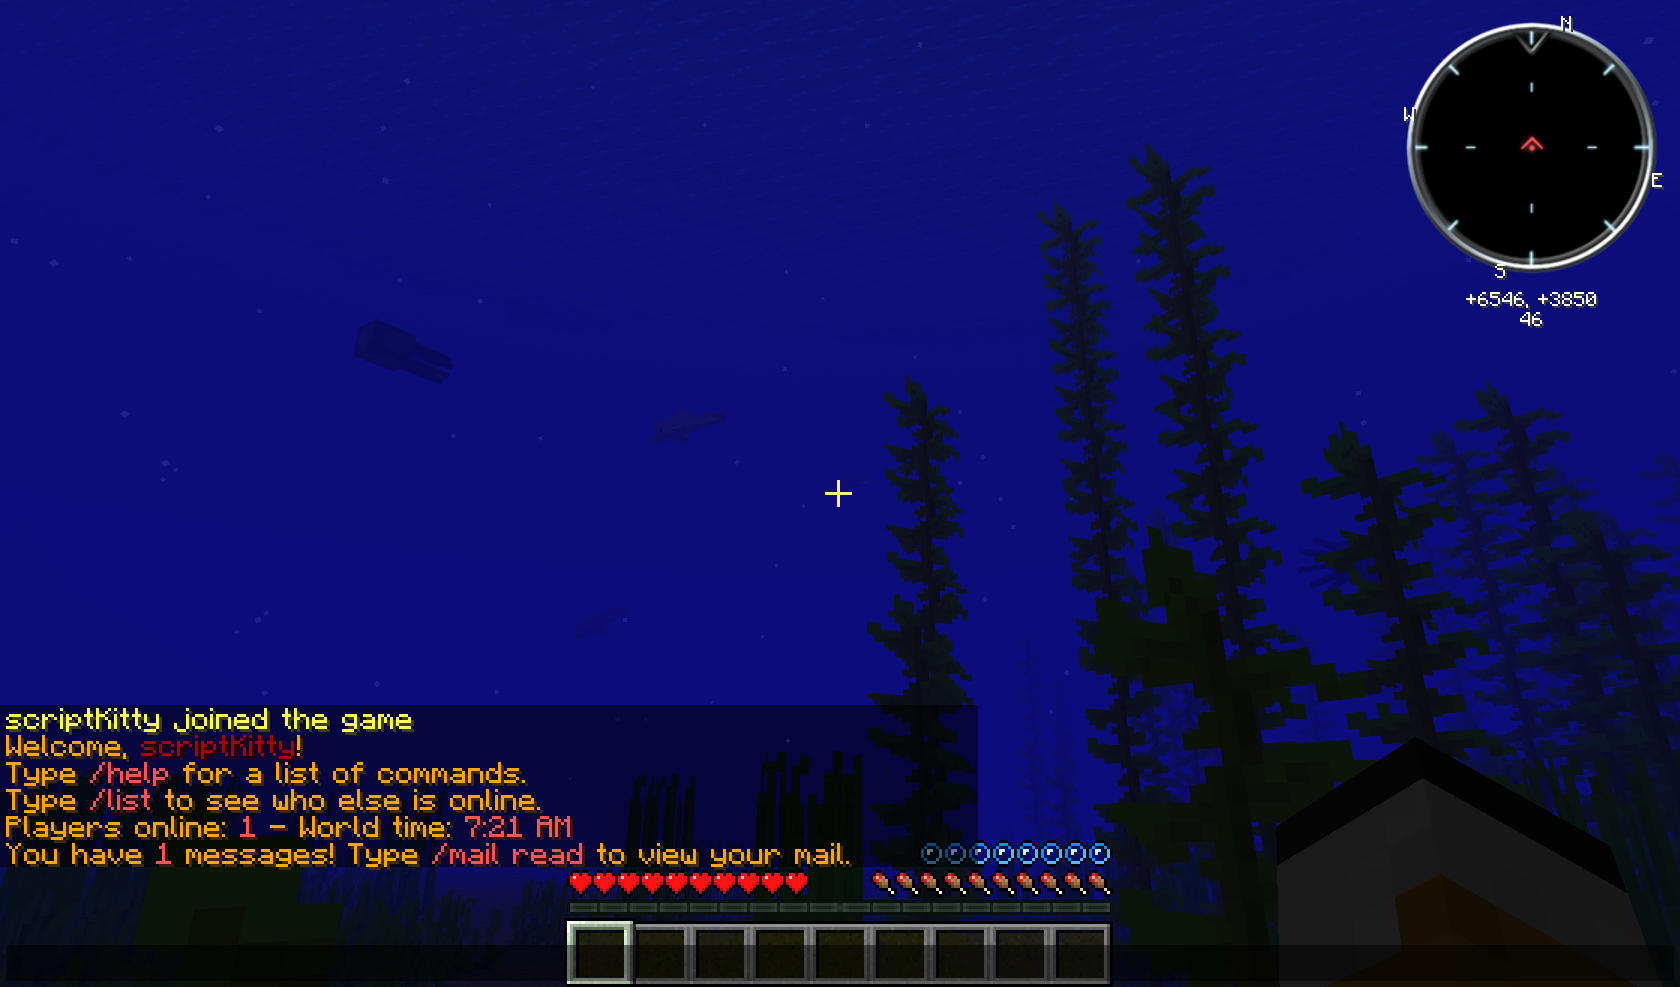 N
W
E
S
+6546, +3850
46
scriptKitty joined the game
Welcome, scriptKitty!
Type /help for a list of commands.
Type /list to see who else is online.
Players online: 1 - World time: 7:21 AM
You have 1 messages! Type /mail read to view your mail.